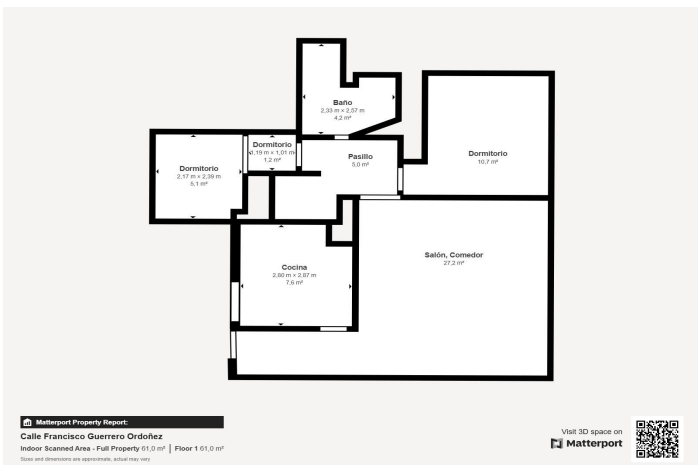 Baño
2,33 m × 2,57 m
4,2 m²
Dormitorio
1,19 m × 1,01 m
1,2 m²
Pasillo
5,0 m²
Dormitorio
10,7 m²
Dormitorio
2,17 m × 2,39 m
5,1 m²
Cocina
2,80 m × 2,87 m
7,6 m²
Salón, Comedor
27,2 m²
Matterport Property Report:
Calle Francisco Guerrero Ordoñez
Indoor Scanned Area - Full Property 61,0 m² | Floor 1 61,0 m²
Sizes and dimensions are approximate, actual may vary
Visit 3D space on
Matterport